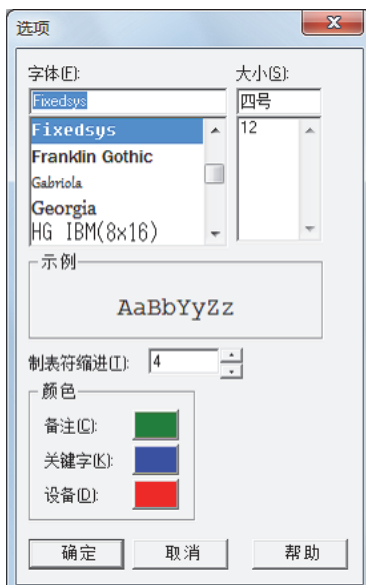 选项
字体(F):
大小(S):
Fixedsys
四号
Fixedsys
12
Franklin Gothic
Gabriola
Georgia
HG IBM(8x16)
示例
AaBbYyZz
制表符缩进(T):
4
颜色
备注(C):
关键字(K):
设备(D):
确定
取消
帮助